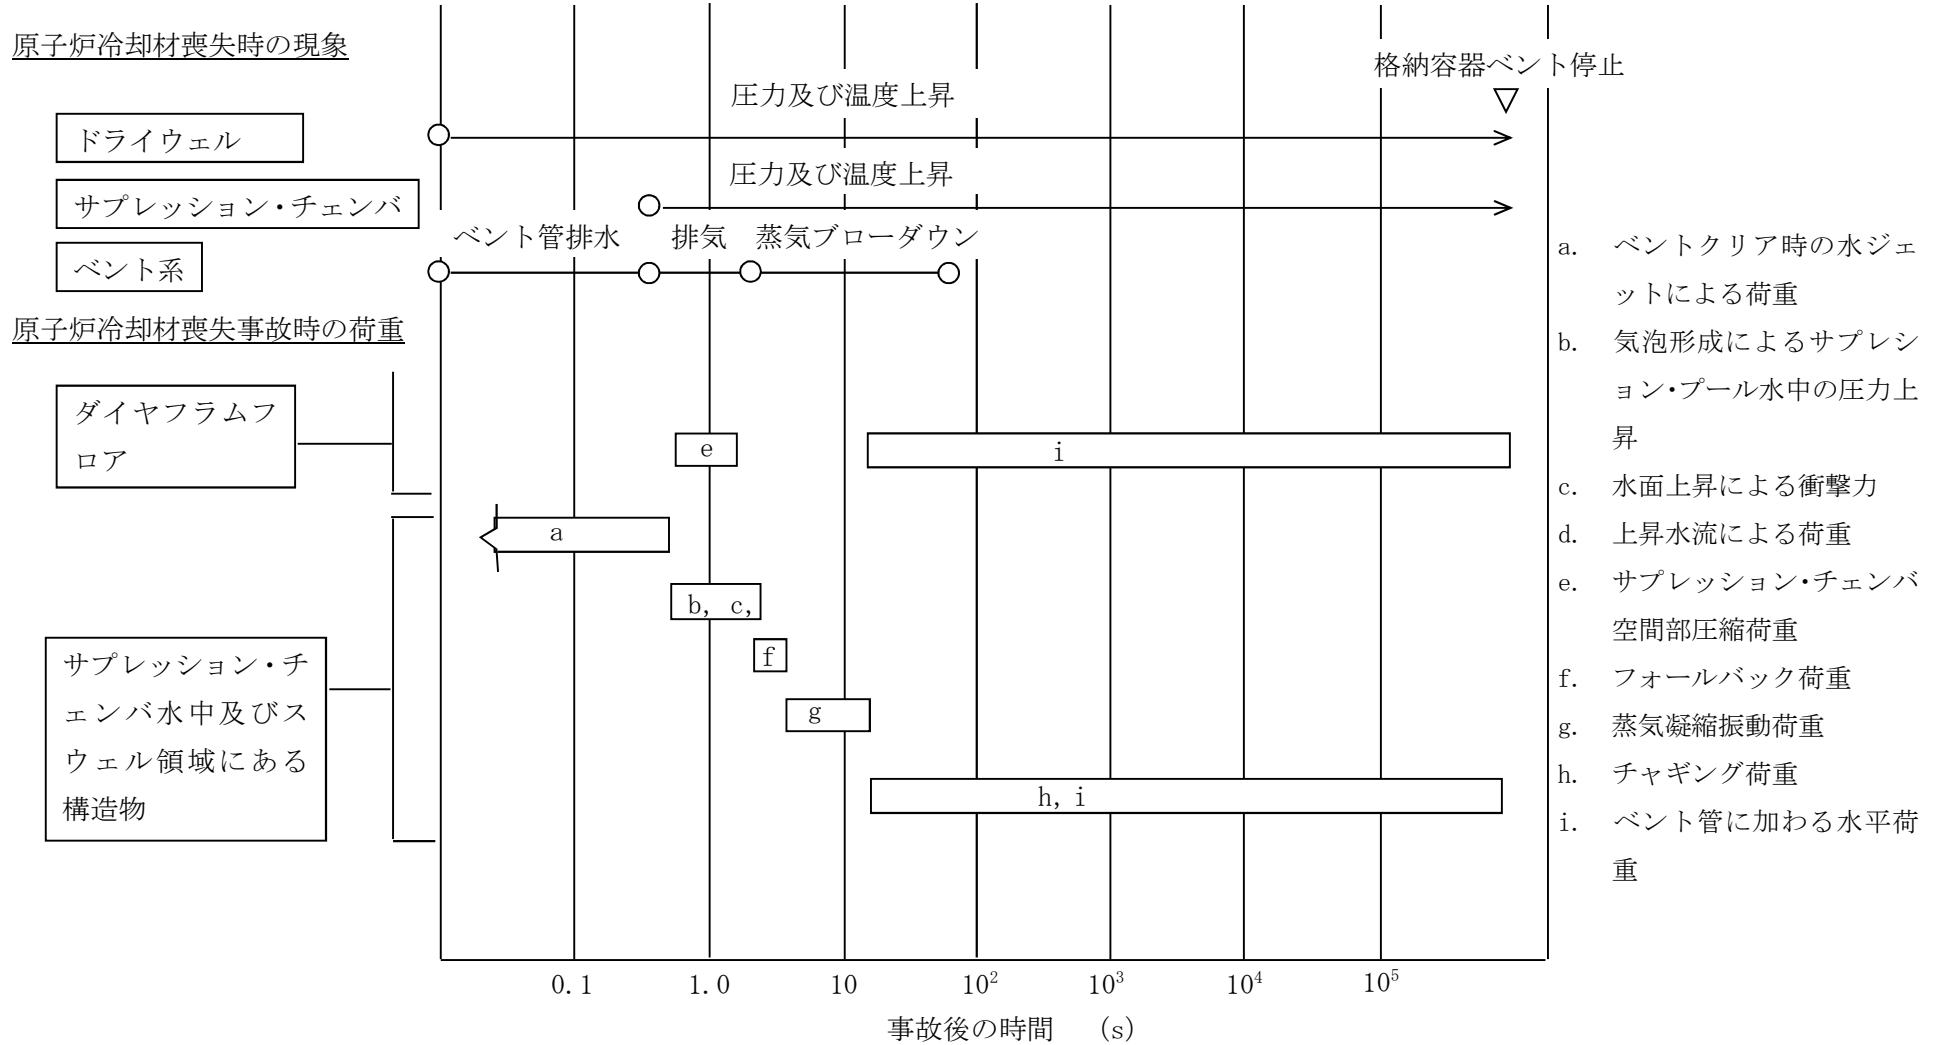 原子炉冷却材喪失時の現象
格納容器ベント停止
圧力及び温度上昇
ドライウェル
圧力及び温度上昇
サプレッション・チェンバ
ベント管排水 排気 蒸気ブローダウン
ベント系
原子炉冷却材喪失事故時の荷重
ダイヤフラムフ
ロア
e
i
a
b, c,
f
サプレッション・チ
ェンバ水中及びス
ウェル領域にある
構造物
g
h, i
a. ベントクリア時の水ジェ
ットによる荷重
b. 気泡形成によるサプレシ
ョン・プール水中の圧力上
昇
c. 水面上昇による衝撃力
d. 上昇水流による荷重
e. サプレッション・チェンバ
空間部圧縮荷重
f. フォールバック荷重
g. 蒸気凝縮振動荷重
h. チャギング荷重
i. ベント管に加わる水平荷
重
0.1 1.0 10 10² 10³ 10⁴ 10⁵
事故後の時間 (s)